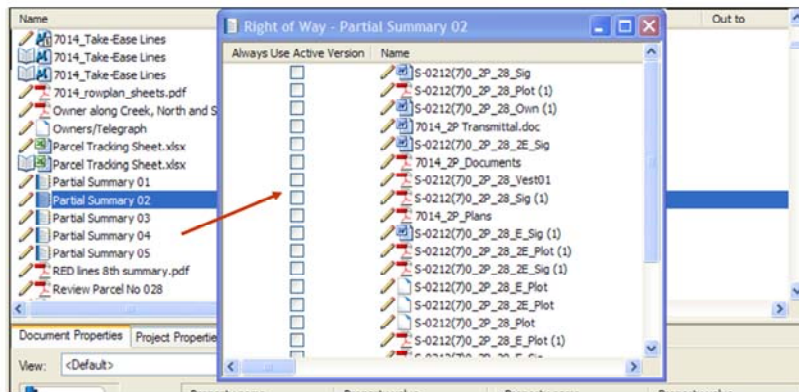 Name
Out to
7014_Take-Ease Lines
7014_Take-Ease Lines
7014_Take-Ease Lines
7014_rowplan_sheets.pdf
Owner along Creek, North and S
Owners/Telegraph
Parcel Tracking Sheet.xlsx
Parcel Tracking Sheet.xlsx
Partial Summary 01
Partial Summary 02
Partial Summary 03
Partial Summary 04
Partial Summary 05
RED lines 8th summary.pdf
Review Parcel No 028
Right of Way - Partial Summary 02
Always Use Active Version Name
S-0212(7)0_2P_28_Sig
S-0212(7)0_2P_28_Plot (1)
S-0212(7)0_2P_28_Own (1)
7014_2P Transmittal.doc
S-0212(7)0_2P_28_2E_Sig
7014_2P_Documents
S-0212(7)0_2P_28_Vest01
S-0212(7)0_2P_28_Sig (1)
7014_2P_Plans
S-0212(7)0_2P_28_E_Sig (1)
S-0212(7)0_2P_28_2E_Plot (1)
S-0212(7)0_2P_28_2E_Sig (1)
S-0212(7)0_2P_28_E_Plot
S-0212(7)0_2P_28_2E_Plot
S-0212(7)0_2P_28_Plot
S-0212(7)0_2P_28_E_Plot (1)
Document Properties Project Propertie
View: <Default>